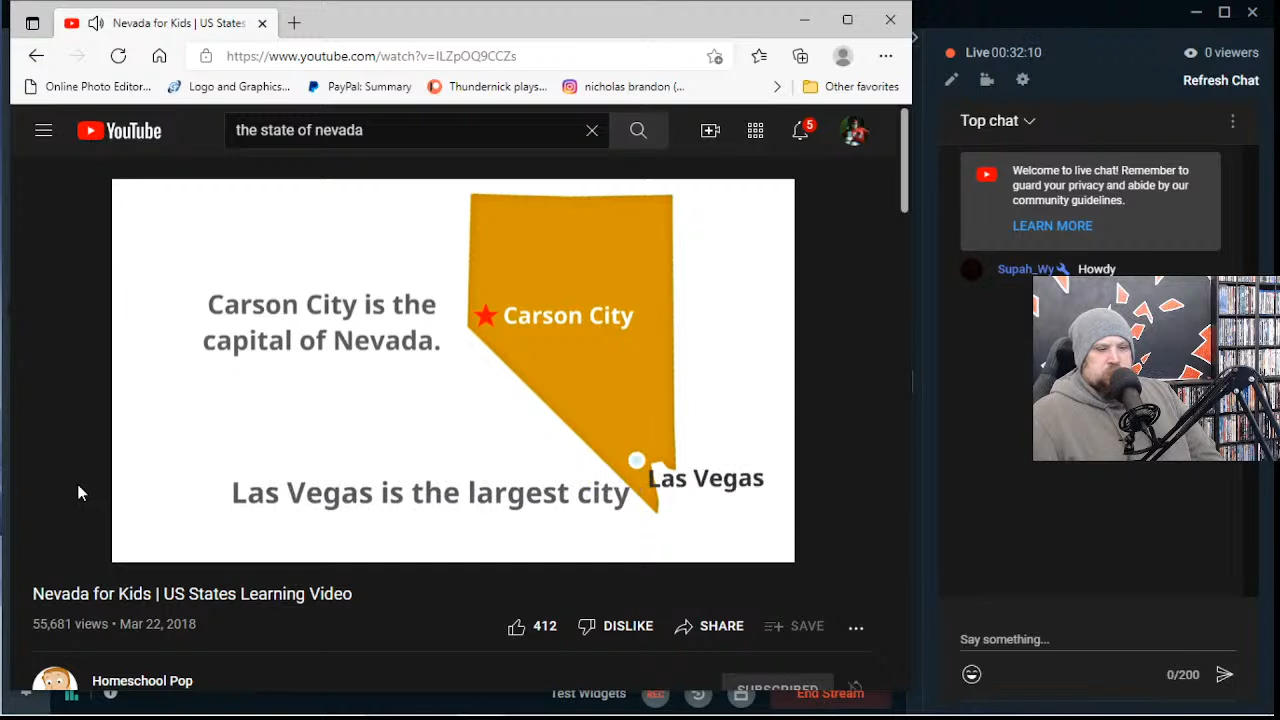 Nevada for Kids | US States
https://www.youtube.com/watch?v=ILZpOQ9CCZs
Online Photo Editor...
Logo and Graphics...
PayPal: Summary
Thundernick plays...
nicholas brandon (...
Other favorites
YouTube
the state of nevada
5
Carson City is the
capital of Nevada.
Carson City
Las Vegas is the largest city
Las Vegas
Nevada for Kids | US States Learning Video
55,681 views • Mar 22, 2018
412
DISLIKE
SHARE
SAVE
Homeschool Pop
SUBSCRIBED
Test Widgets
REC
End Stream
Live 00:32:10
0 viewers
Refresh Chat
Top chat
Welcome to live chat! Remember to
guard your privacy and abide by our
community guidelines.
LEARN MORE
Supah_Wy Howdy
Say something...
0/200